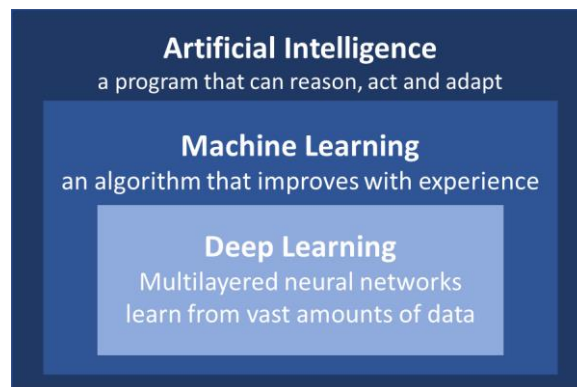 Artificial Intelligence
a program that can reason, act and adapt
Machine Learning
an algorithm that improves with experience
Deep Learning
Multilayered neural networks
learn from vast amounts of data